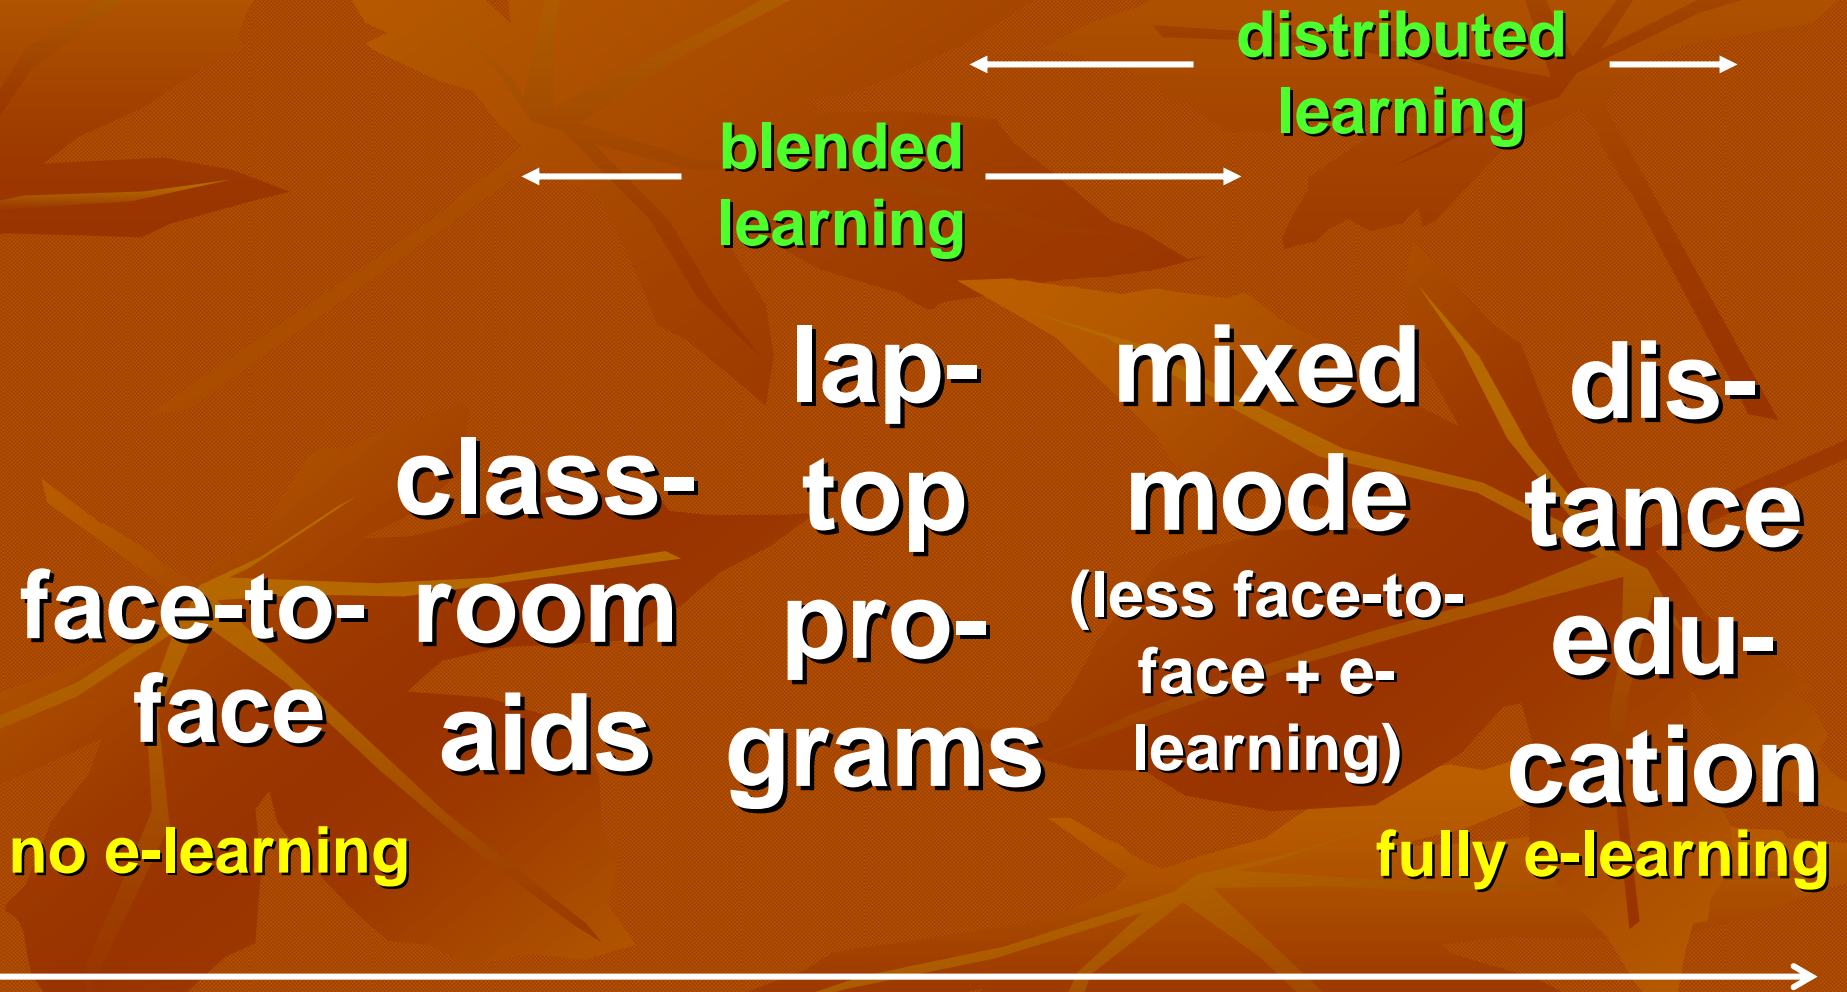 distributed
learning
blended
learning
face-to-
face
class-
room
aids
lap-
top
pro-
grams
mixed
mode
(less face-to-
face + e-
learning)
dis-
tance
edu-
cation
no e-learning
fully e-learning